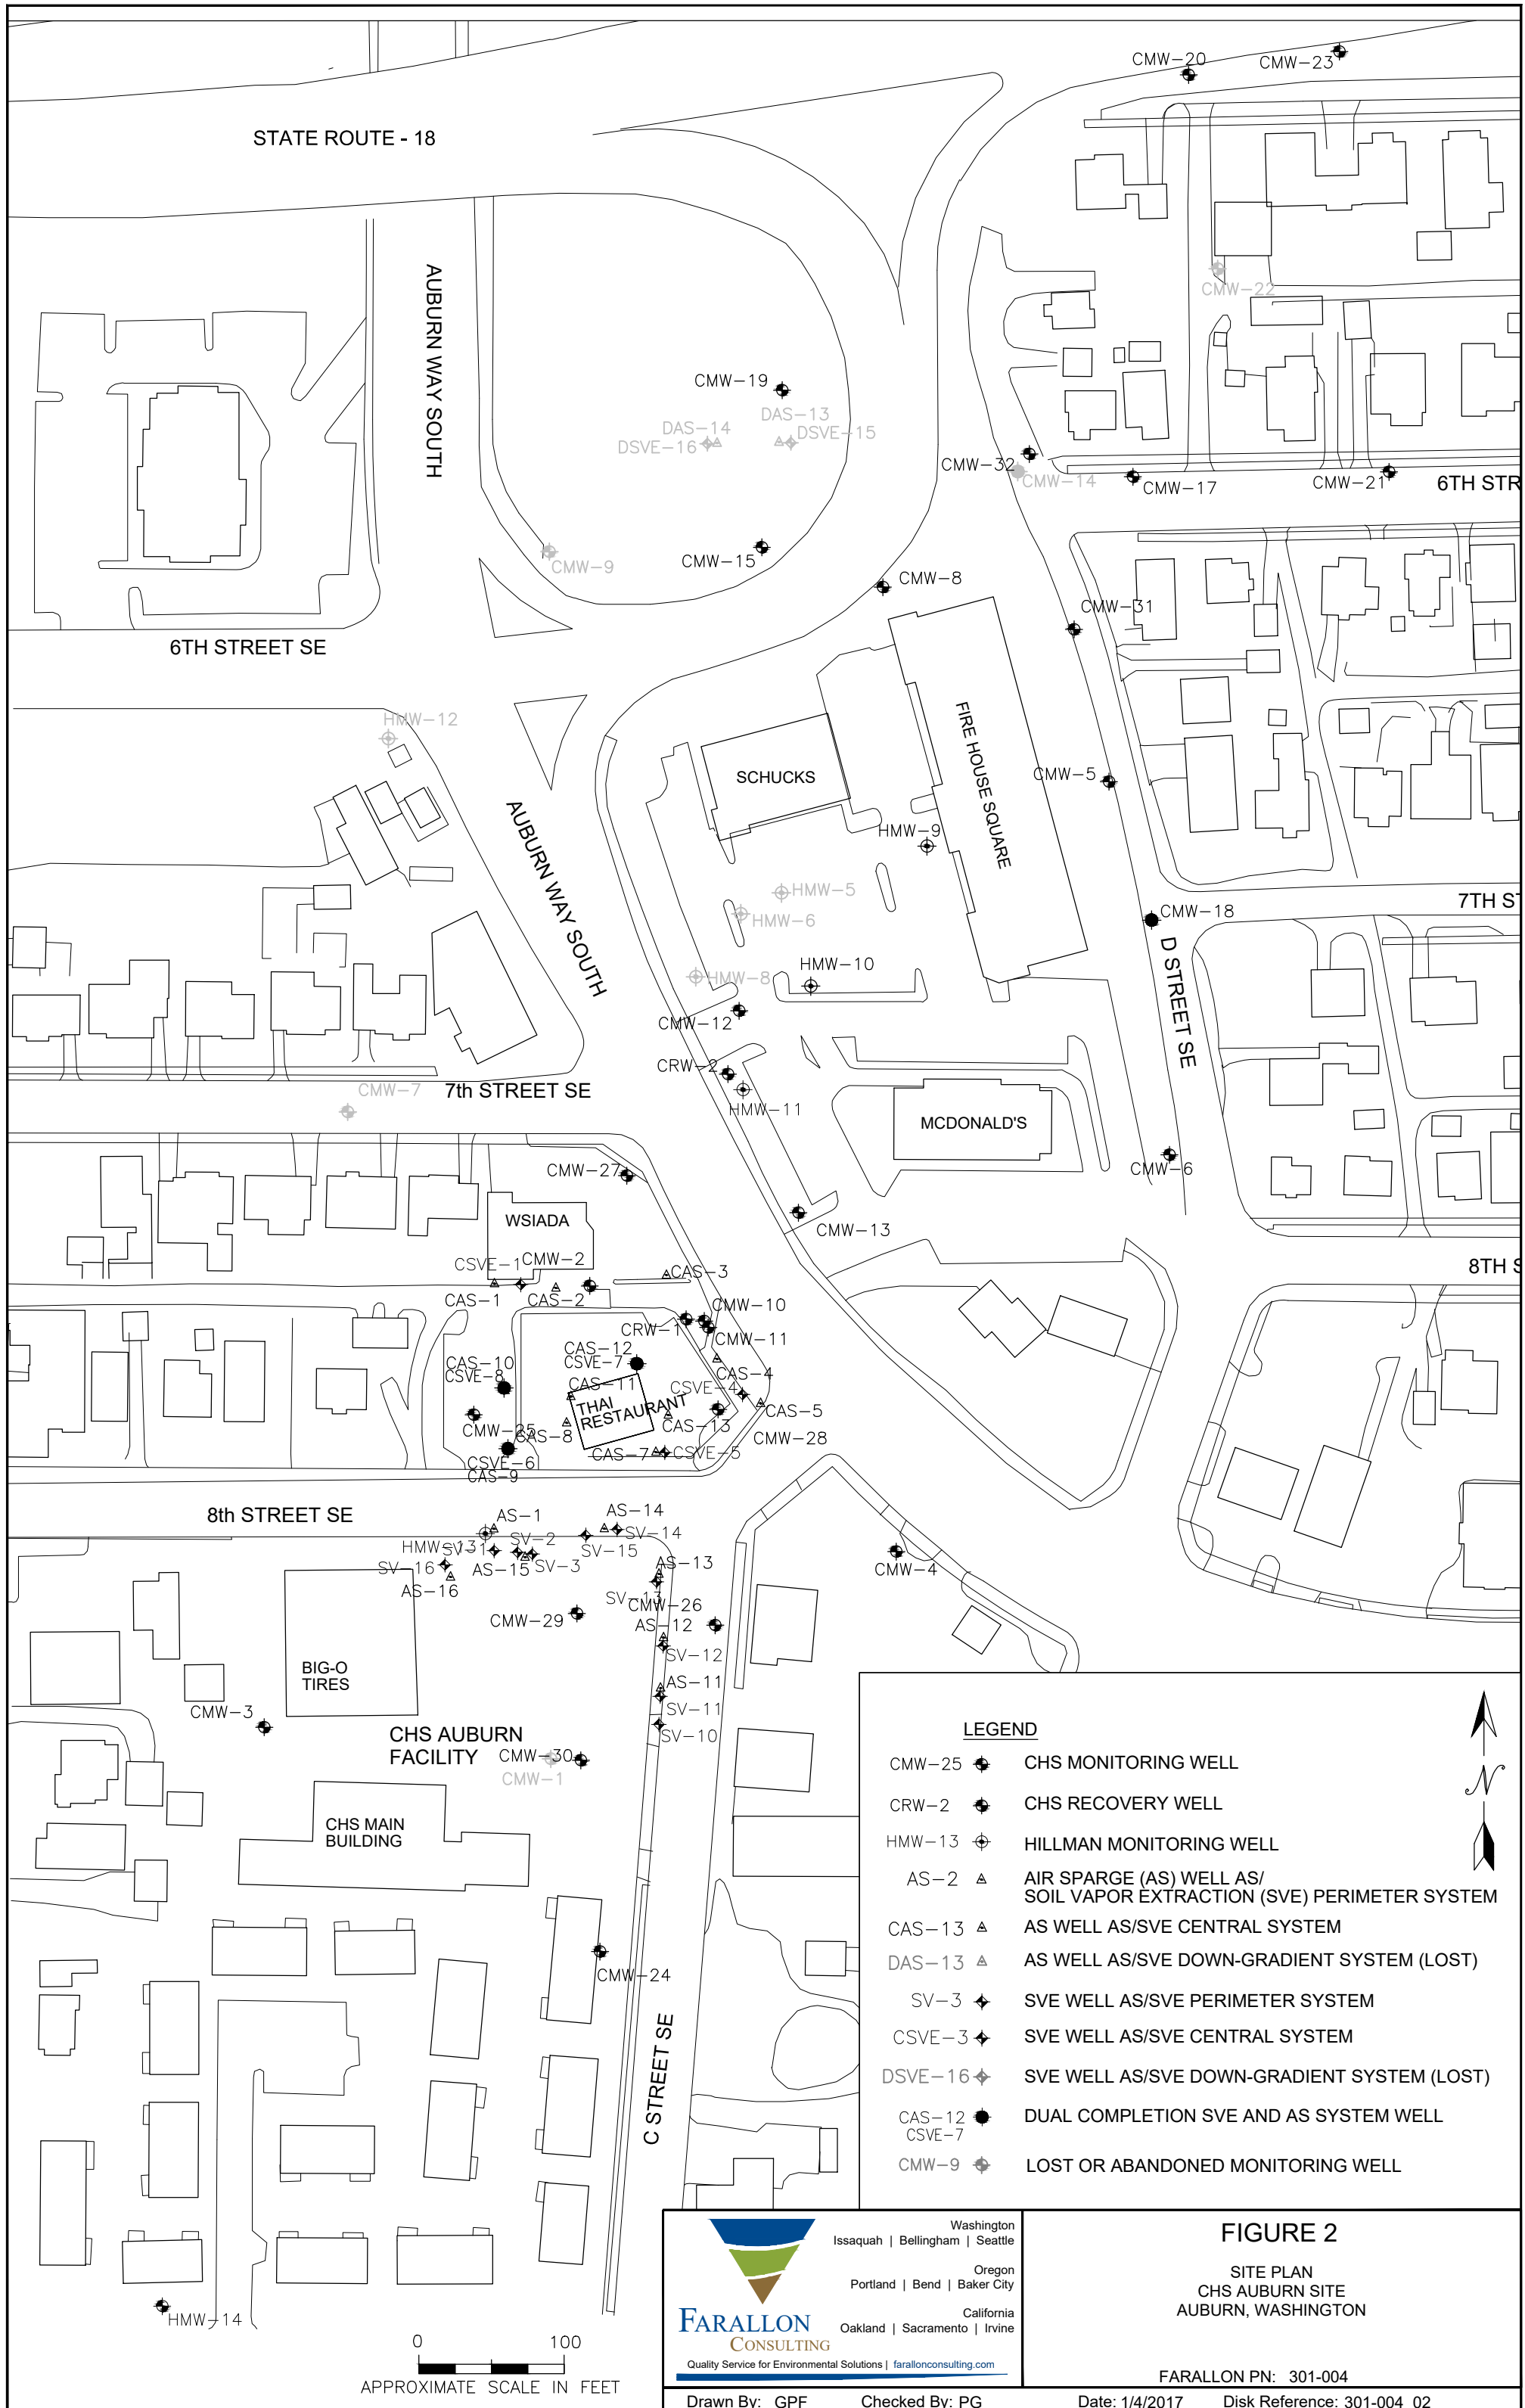 CMW-20
CMW-23
STATE ROUTE - 18
AUBURN WAY SOUTH
CMW-22
CMW-19
DAS-13
DAS-14
DSVE-15
DSVE-16
CMW-32
CMW-14
CMW-17
CMW-21
6TH STR
CMW-9
CMW-15
CMW-8
CMW-31
6TH STREET SE
HMW-12
FIRE HOUSE SQUARE
SCHUCKS
CMW-5
AUBURN WAY SOUTH
HMW-9
HMW-5
HMW-6
7TH ST
CMW-18
D STREET SE
HMW-8
HMW-10
CMW-12
CRW-2
CMW-7
7th STREET SE
HMW-11
MCDONALD'S
CMW-6
CMW-27
WSIADA
CMW-13
CSVE-1
CMW-2
CAS-3
8TH S
CAS-1
CAS-2
CMW-10
CRW-1
CMW-11
CAS-12
CSVE-7
CAS-10
CSVE-8
CAS-4
CAS-11
CSVE-4
THAI
RESTAURANT
CAS-5
CAS-13
CMW-25
CAS-8
CMW-28
CAS-7
CSVE-5
CSVE-6
CAS-9
8th STREET SE
AS-1
AS-14
SV-14
HMW-13
SV-1
SV-2
SV-15
SV-16
AS-15
SV-3
AS-13
AS-16
CMW-4
SV-13
CMW-26
CMW-29
AS-12
SV-12
BIG-O
TIRES
AS-11
SV-11
CMW-3
SV-10
CHS AUBURN
FACILITY
CMW-30
CMW-1
CHS MAIN
BUILDING
CMW-24
C STREET SE
HMW-14
0
100
APPROXIMATE SCALE IN FEET
LEGEND
N
CMW-25 CHS MONITORING WELL
CRW-2 CHS RECOVERY WELL
HMW-13 HILLMAN MONITORING WELL
AS-2 AIR SPARGE (AS) WELL AS/
SOIL VAPOR EXTRACTION (SVE) PERIMETER SYSTEM
CAS-13 AS WELL AS/SVE CENTRAL SYSTEM
DAS-13 AS WELL AS/SVE DOWN-GRADIENT SYSTEM (LOST)
SV-3 SVE WELL AS/SVE PERIMETER SYSTEM
CSVE-3 SVE WELL AS/SVE CENTRAL SYSTEM
DSVE-16 SVE WELL AS/SVE DOWN-GRADIENT SYSTEM (LOST)
CAS-12 DUAL COMPLETION SVE AND AS SYSTEM WELL
CSVE-7
CMW-9 LOST OR ABANDONED MONITORING WELL
Washington
Issaquah | Bellingham | Seattle
Oregon
Portland | Bend | Baker City
California
Oakland | Sacramento | Irvine
FARALLON
CONSULTING
Quality Service for Environmental Solutions | farallonconsulting.com
FIGURE 2
SITE PLAN
CHS AUBURN SITE
AUBURN, WASHINGTON
FARALLON PN: 301-004
Drawn By: GPF Checked By: PG Date: 1/4/2017 Disk Reference: 301-004_02